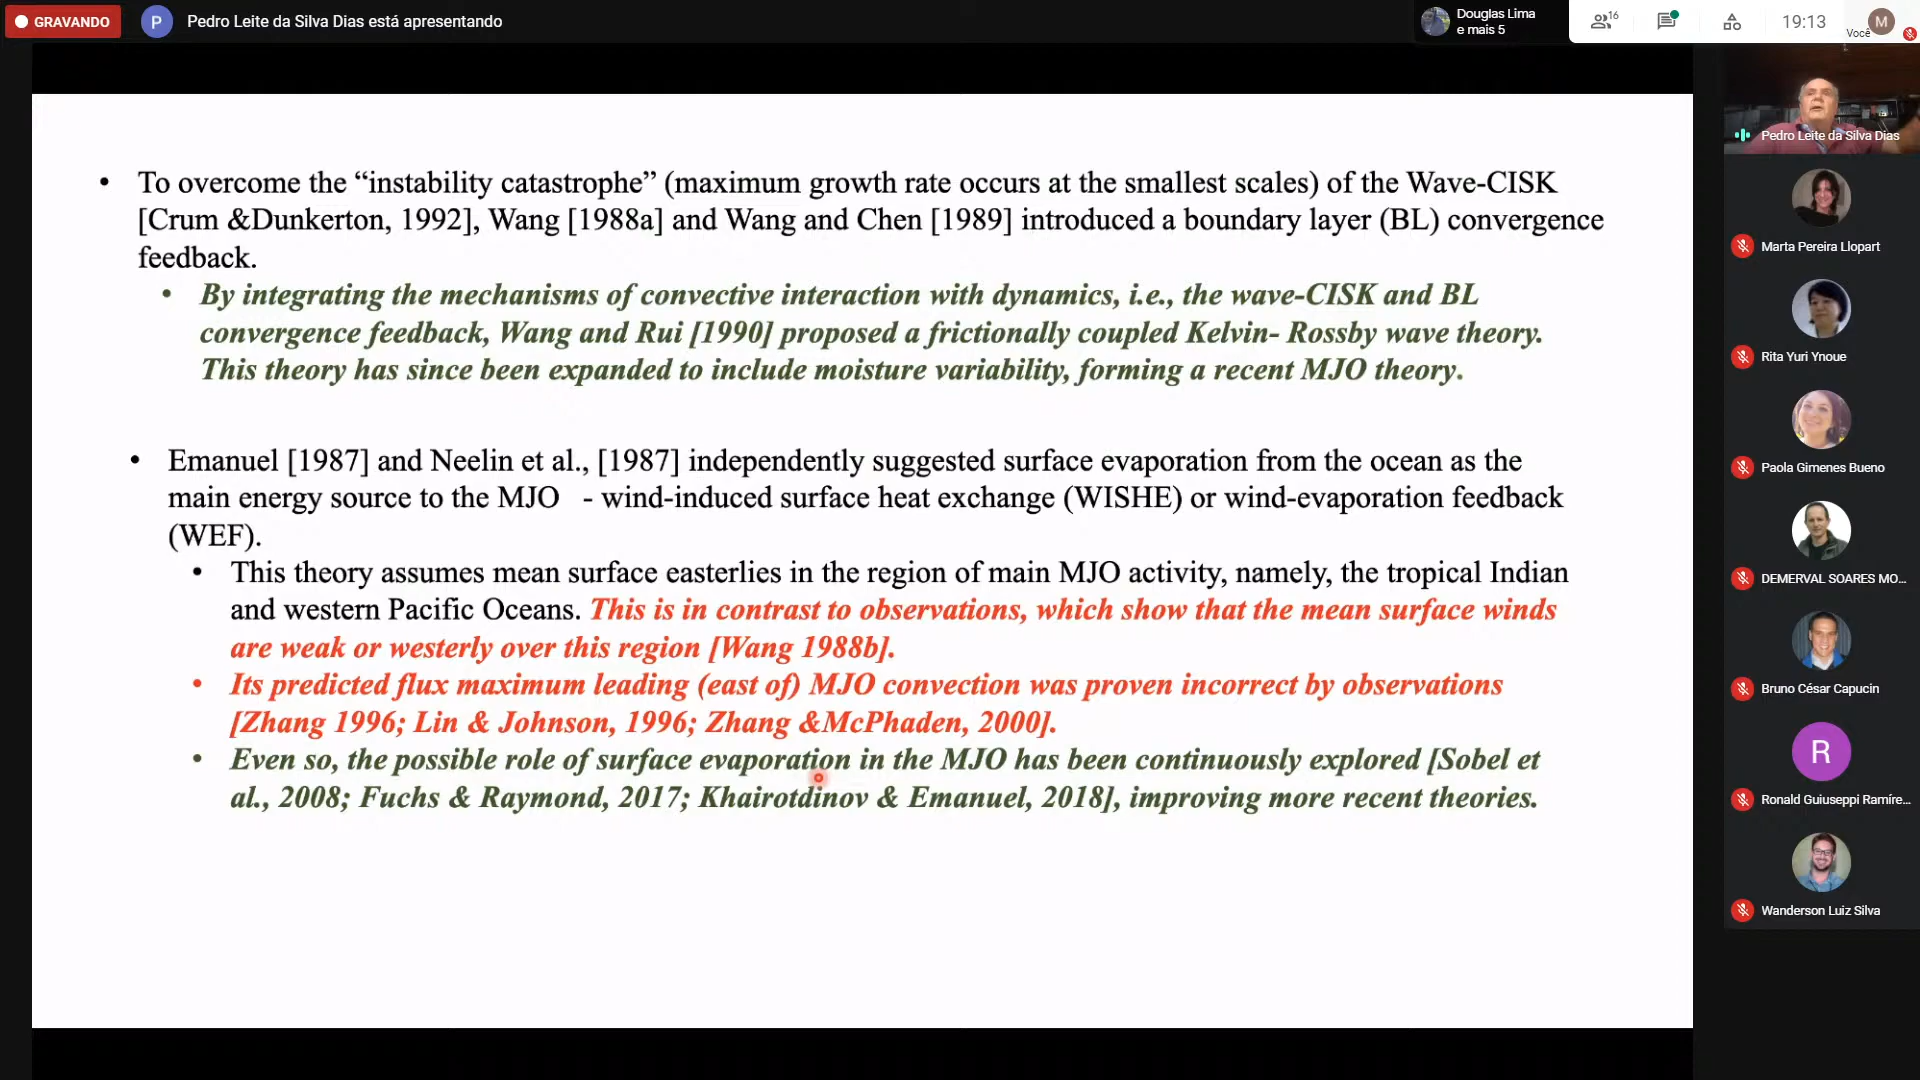 GRAVANDO
P
Pedro Leite da Silva Dias está apresentando
Douglas Lima
e mais 5
16
19:13
Você
M
• To overcome the “instability catastrophe” (maximum growth rate occurs at the smallest scales) of the Wave-CISK
[Crum &Dunkerton, 1992], Wang [1988a] and Wang and Chen [1989] introduced a boundary layer (BL) convergence
feedback.
• By integrating the mechanisms of convective interaction with dynamics, i.e., the wave-CISK and BL
convergence feedback, Wang and Rui [1990] proposed a frictionally coupled Kelvin- Rossby wave theory.
This theory has since been expanded to include moisture variability, forming a recent MJO theory.
• Emanuel [1987] and Neelin et al., [1987] independently suggested surface evaporation from the ocean as the
main energy source to the MJO - wind-induced surface heat exchange (WISHE) or wind-evaporation feedback
(WEF).
• This theory assumes mean surface easterlies in the region of main MJO activity, namely, the tropical Indian
and western Pacific Oceans. This is in contrast to observations, which show that the mean surface winds
are weak or westerly over this region [Wang 1988b].
• Its predicted flux maximum leading (east of) MJO convection was proven incorrect by observations
[Zhang 1996; Lin & Johnson, 1996; Zhang &McPhaden, 2000].
• Even so, the possible role of surface evaporation in the MJO has been continuously explored [Sobel et
al., 2008; Fuchs & Raymond, 2017; Khairotdinov & Emanuel, 2018], improving more recent theories.
Pedro Leite da Silva Dias
Marta Pereira Llopart
Rita Yuri Ynoue
Paola Gimenes Bueno
DEMERVAL SOARES MO...
Bruno César Capucin
R
Ronald Guiuseppi Ramíre...
Wanderson Luiz Silva